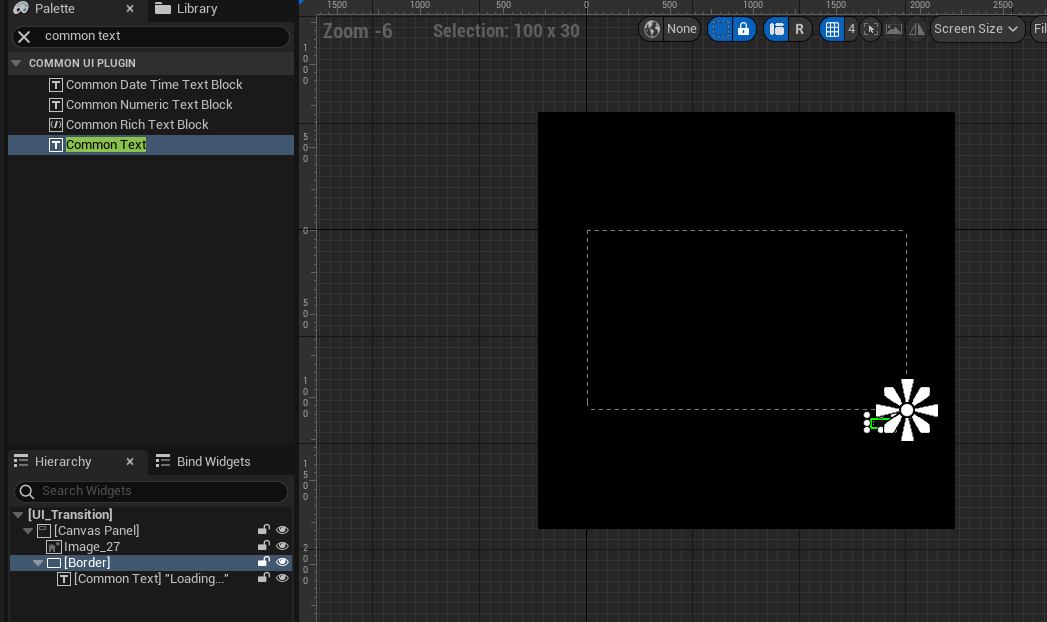 Palette
Library
common text
COMMON UI PLUGIN
Common Date Time Text Block
Common Numeric Text Block
Common Rich Text Block
Common Text
Hierarchy
Bind Widgets
Search Widgets
[UI_Transition]
[Canvas Panel]
Image_27
[Border]
[Common Text] "Loading..."
1500 1000 500 0 500 1000 1500 2000 2500
Zoom -6
Selection: 100 x 30
None
R
4
Screen Size
Fil
1000
500
0
500
1000
1500
2000